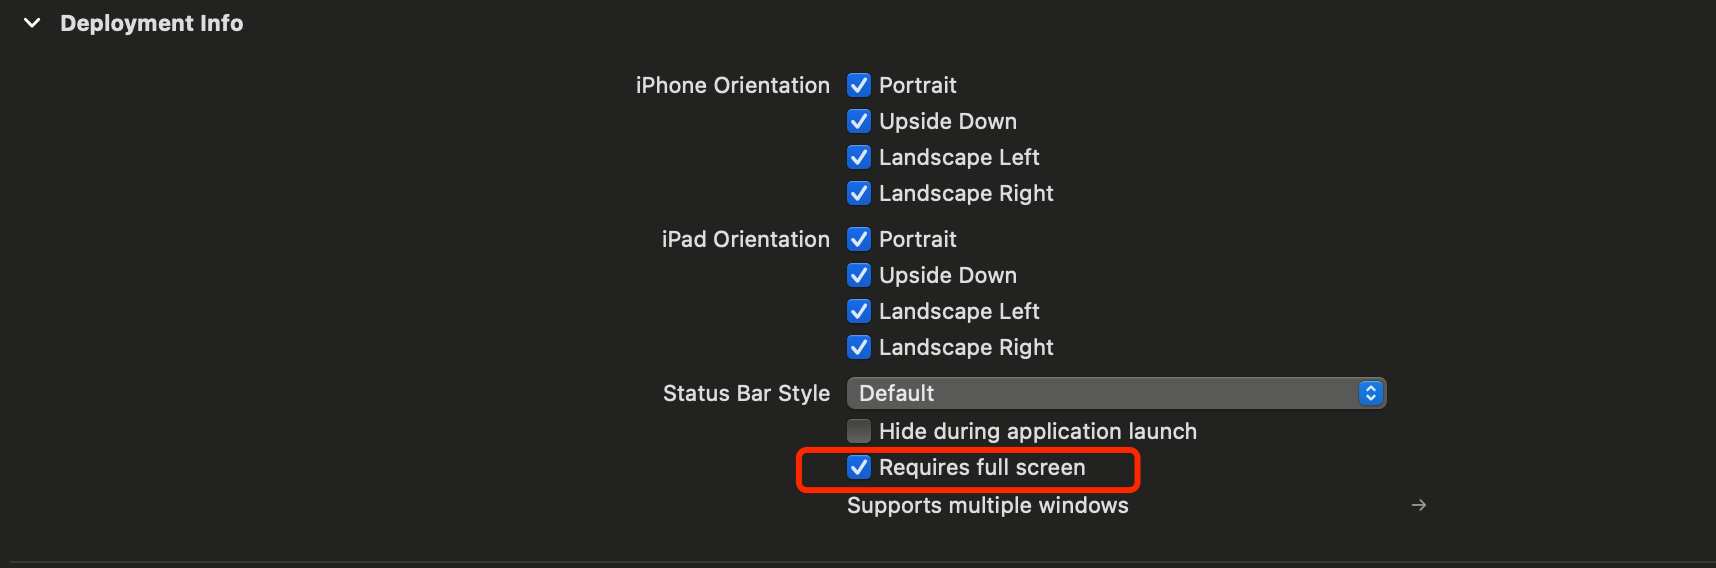 Deployment Info
iPhone Orientation Portrait
Upside Down
Landscape Left
Landscape Right
iPad Orientation Portrait
Upside Down
Landscape Left
Landscape Right
Status Bar Style Default
Hide during application launch
Requires full screen
Supports multiple windows